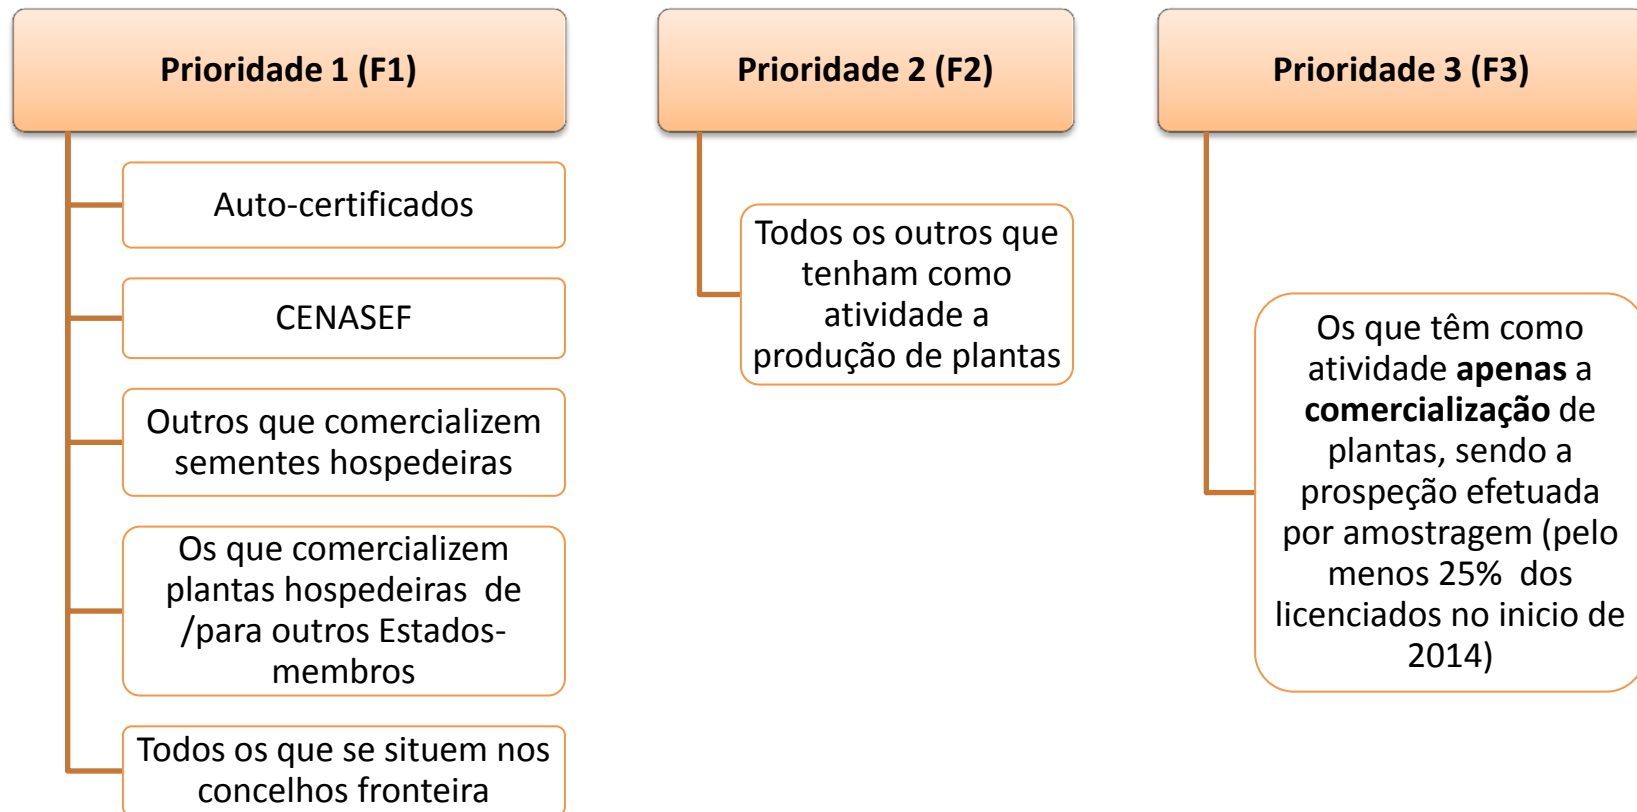 Prioridade 1 (F1)
Auto-certificados
CENASEF
Outros que comercializem
sementes hospedeiras
Os que comercializem
plantas hospedeiras de
/para outros Estados-
membros
Todos os que se situem nos
concelhos fronteira
Prioridade 2 (F2)
Todos os outros que
tenham como
atividade a
produção de plantas
Prioridade 3 (F3)
Os que têm como
atividade apenas a
comercialização de
plantas, sendo a
prospeção efetuada
por amostragem (pelo
menos 25% dos
licenciados no inicio de
2014)